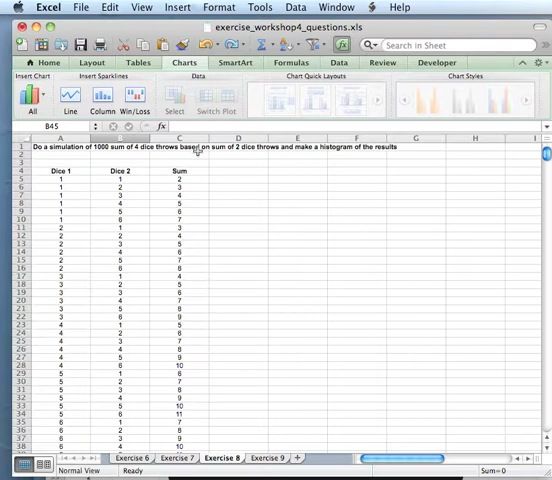 Excel File Edit View Insert Format Tools Data Window Help
exercise_workshop4_questions.xls
Search in Sheet
Home Layout Tables Charts SmartArt Formulas Data Review Developer
Insert Chart Insert Sparklines Data Chart Quick Layouts Chart Styles
All Line Column Win/Loss Select Switch Plot
B45 fx
A B C D E F G H I
1 Do a simulation of 1000 sum of 4 dice throws based on sum of 2 dice throws and make a histogram of the results
2
3
4 Dice 1 Dice 2 Sum
5 1 1 2
6 1 2 3
7 1 3 4
8 1 4 5
9 1 5 6
10 1 6 7
11 2 1 3
12 2 2 4
13 2 3 5
14 2 4 6
15 2 5 7
16 2 6 8
17 3 1 4
18 3 2 5
19 3 3 6
20 3 4 7
21 3 5 8
22 3 6 9
23 4 1 5
24 4 2 6
25 4 3 7
26 4 4 8
27 4 5 9
28 4 6 10
29 5 1 6
30 5 2 7
31 5 3 8
32 5 4 9
33 5 5 10
34 5 6 11
35 6 1 7
36 6 2 8
37 6 3 9
38 6 4 10
Exercise 6 Exercise 7 Exercise 8 Exercise 9 +
Normal View Ready Sum=0